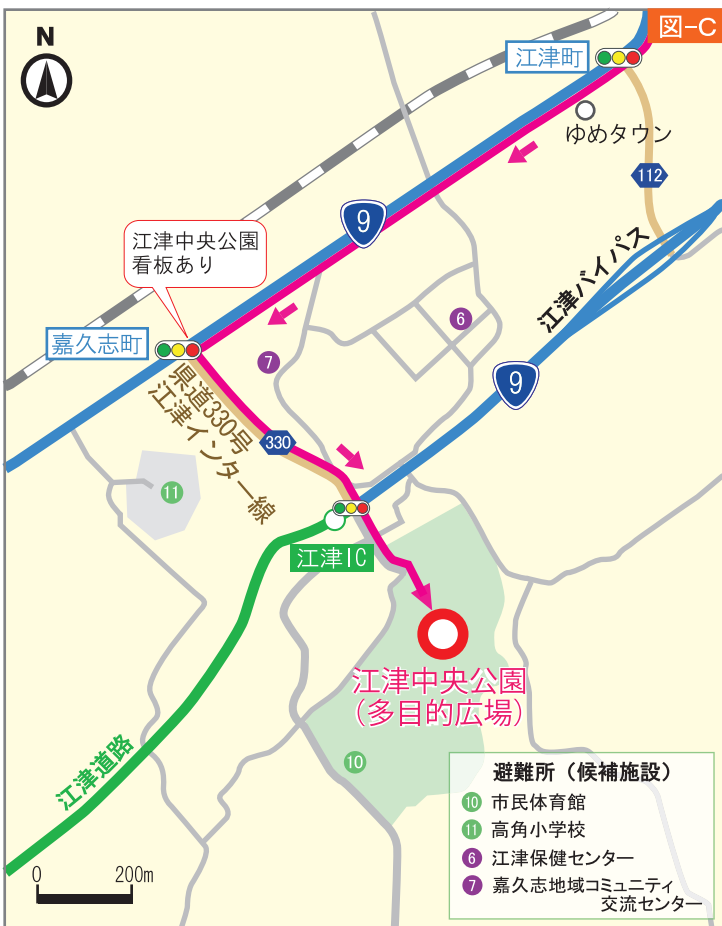 図-C
N
江津町
ゆめタウン
112
9
江津バイパス
江津中央公園
看板あり
6
嘉久志町
7
9
県道330号
江津インター線
330
11
江津IC
江津中央公園
（多目的広場）
江津道路
10
避難所（候補施設）
10 市民体育館
11 高角小学校
6 江津保健センター
7 嘉久志地域コミュニティ
交流センター
0 200m